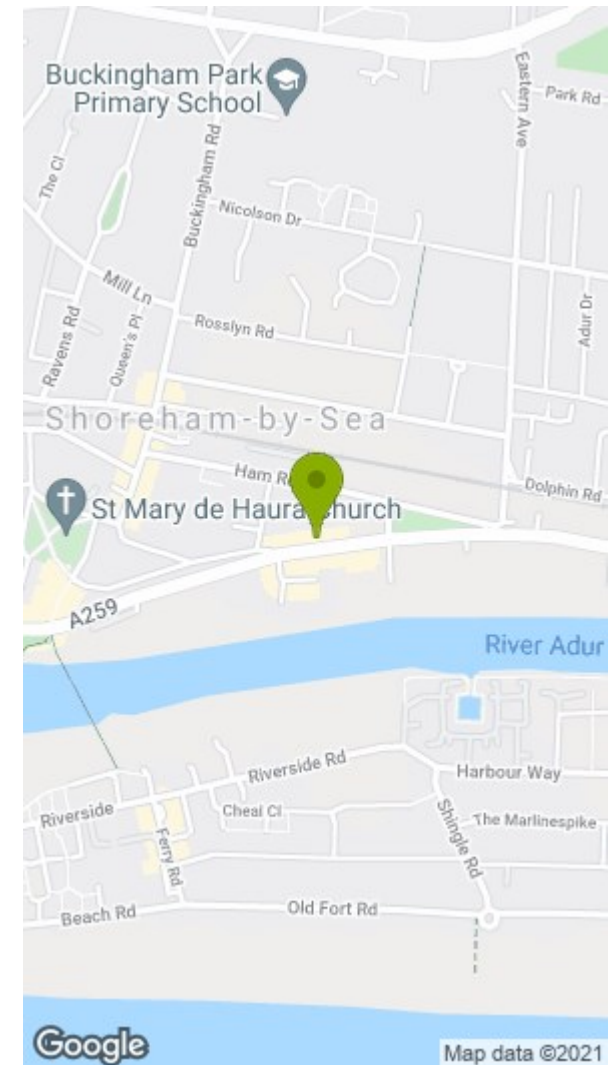 Buckingham Park
Primary School
Eastern Ave
Park Rd
The Cl
Buckingham Rd
Nicolson Dr
Mill Ln
Ravens Rd
Queen's Pl
Rosslyn Rd
Adur Dr
Shoreham-by-Sea
Ham
Dolphin Rd
St Mary de Haura
hurch
A259
River Adur
Riverside Rd
Harbour Way
Riverside
Cheal Cl
Ferry Rd
Shingle Rd
The Marlinespike
Beach Rd
Old Fort Rd
Google
Map data ©2021